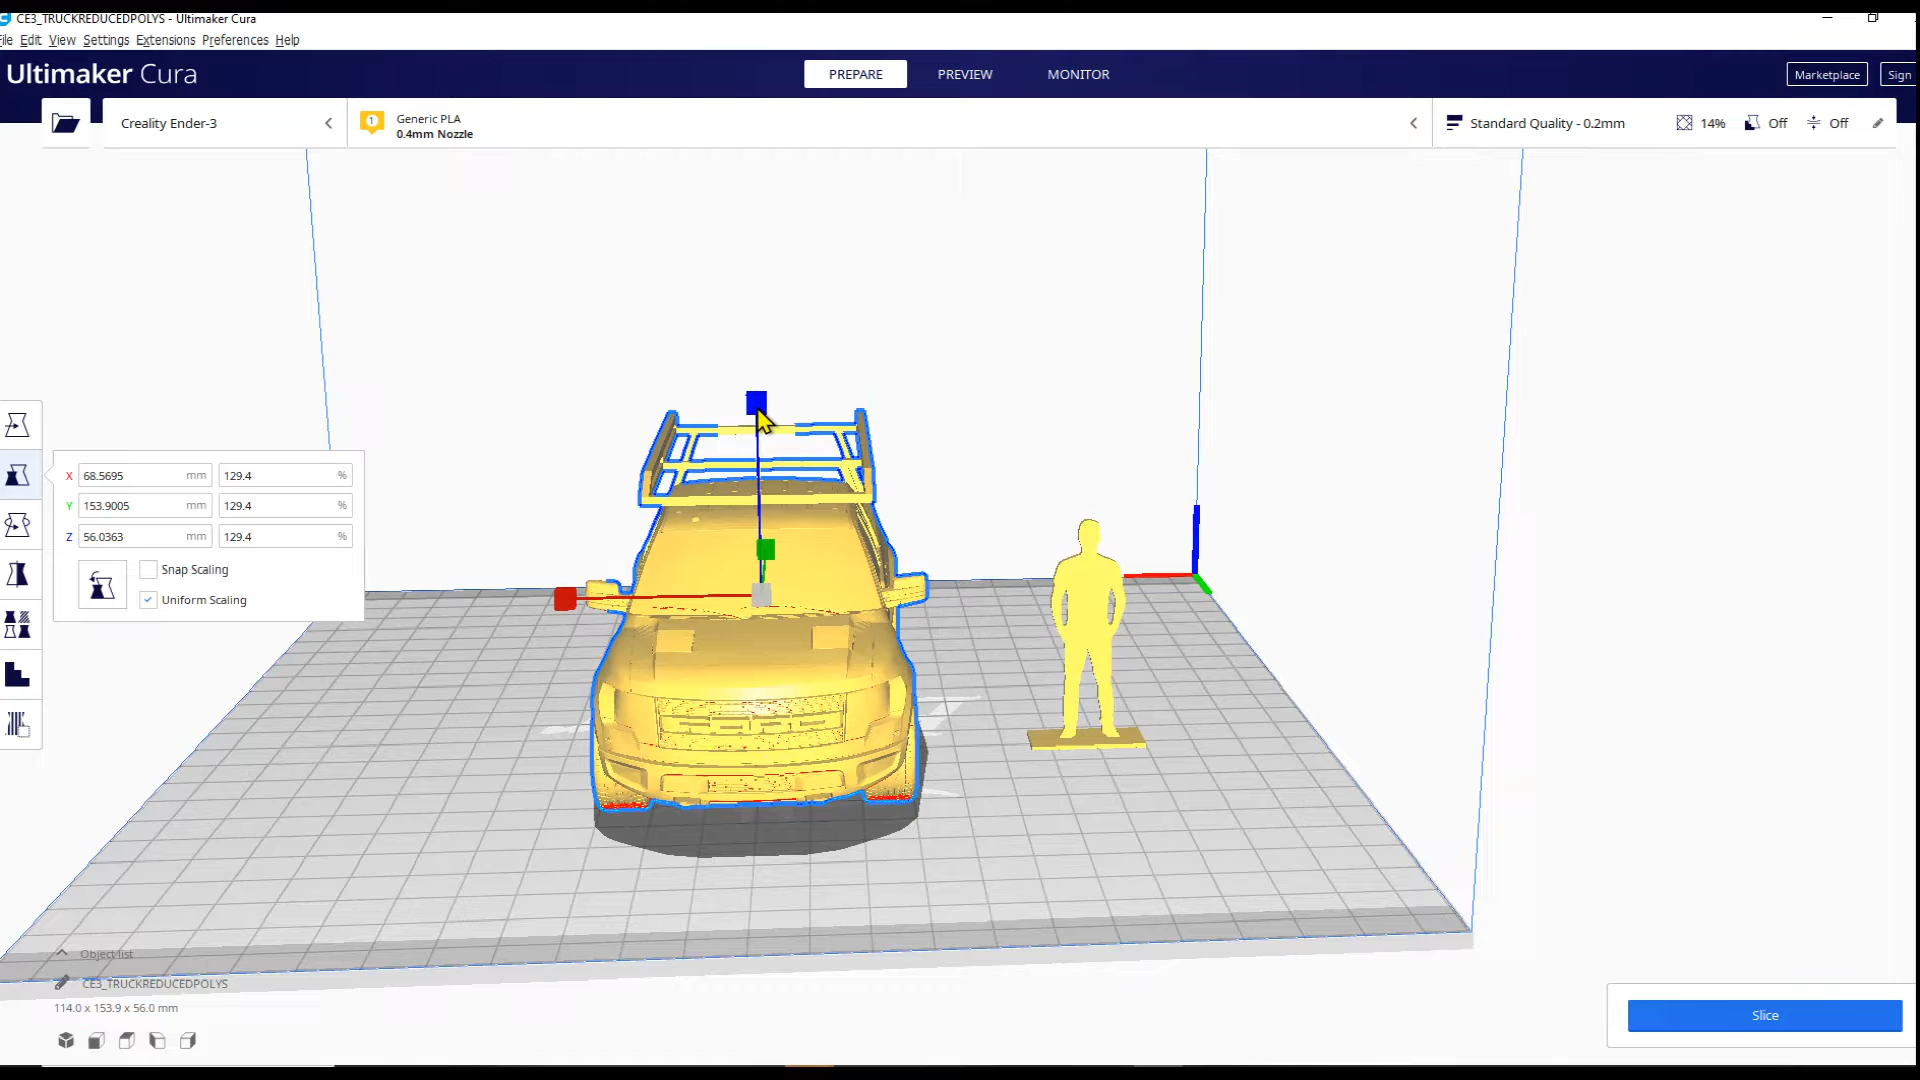 CE3_TRUCKREDUCEDPOLYS - Ultimaker Cura
ile Edit View Settings Extensions Preferences Help
Ultimaker Cura
PREPARE
PREVIEW
MONITOR
Marketplace
Sign
Creality Ender-3
1
Generic PLA
0.4mm Nozzle
Standard Quality - 0.2mm
14%
Off
Off
X 68.5695 mm 129.4 %
Y 153.9005 mm 129.4 %
Z 56.0363 mm 129.4 %
Snap Scaling
Uniform Scaling
Object list
CE3_TRUCKREDUCEDPOLYS
114.0 x 153.9 x 56.0 mm
Slice